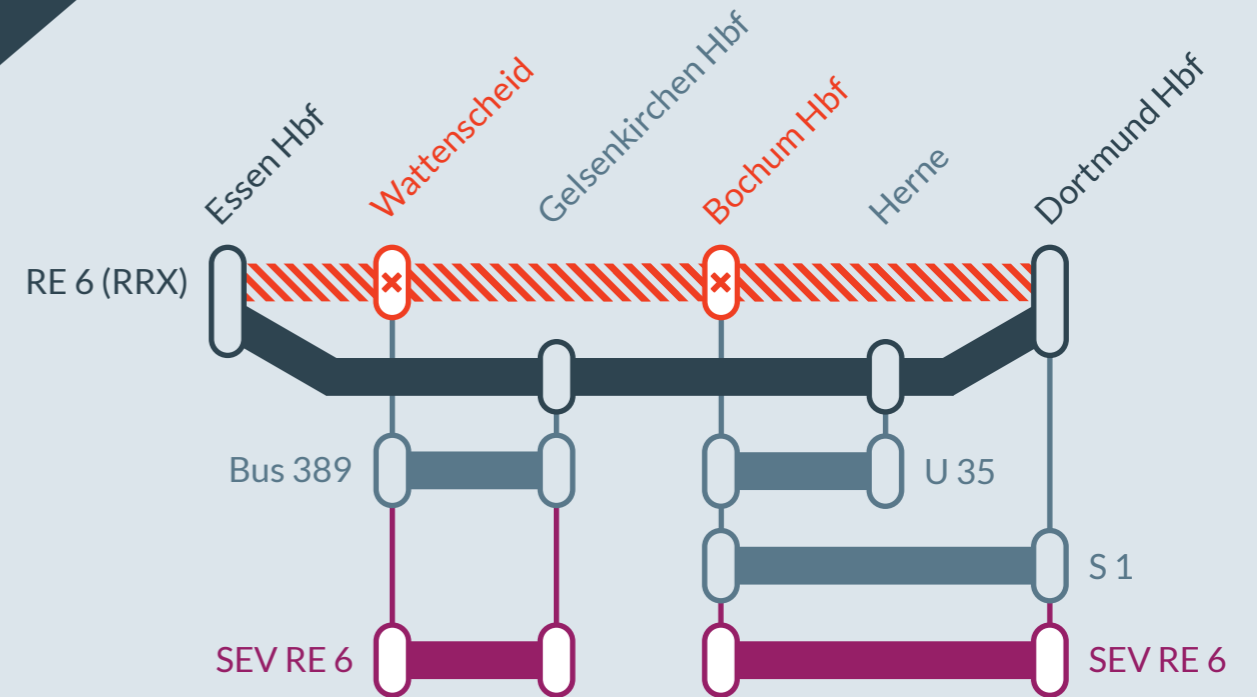 Essen Hbf
Wattenscheid
Gelsenkirchen Hbf
Bochum Hbf
Herne
Dortmund Hbf
RE 6 (RRX)
Bus 389
U 35
S 1
SEV RE 6
SEV RE 6